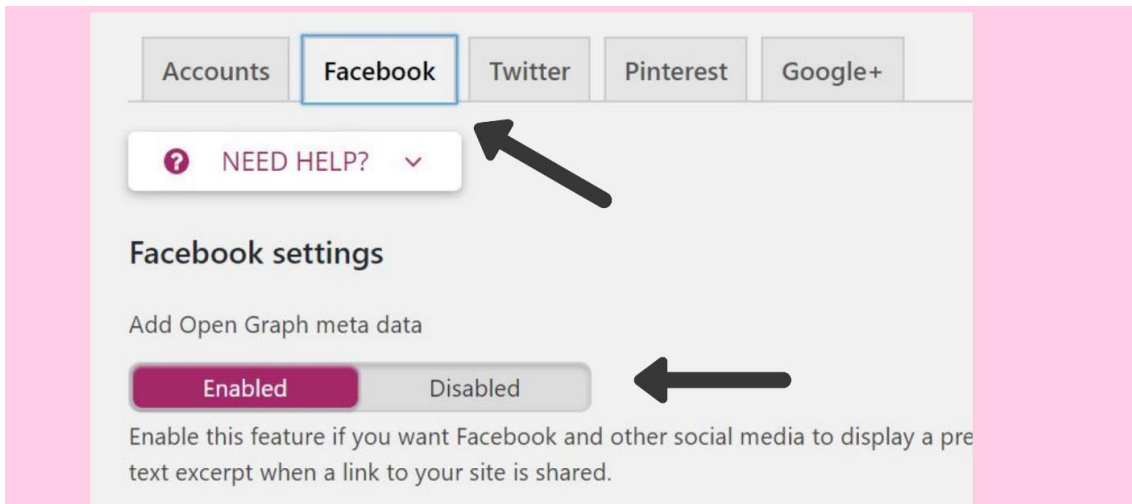 Accounts Facebook Twitter Pinterest Google+
NEED HELP?
Facebook settings
Add Open Graph meta data
Enabled Disabled
Enable this feature if you want Facebook and other social media to display a pre
text excerpt when a link to your site is shared.